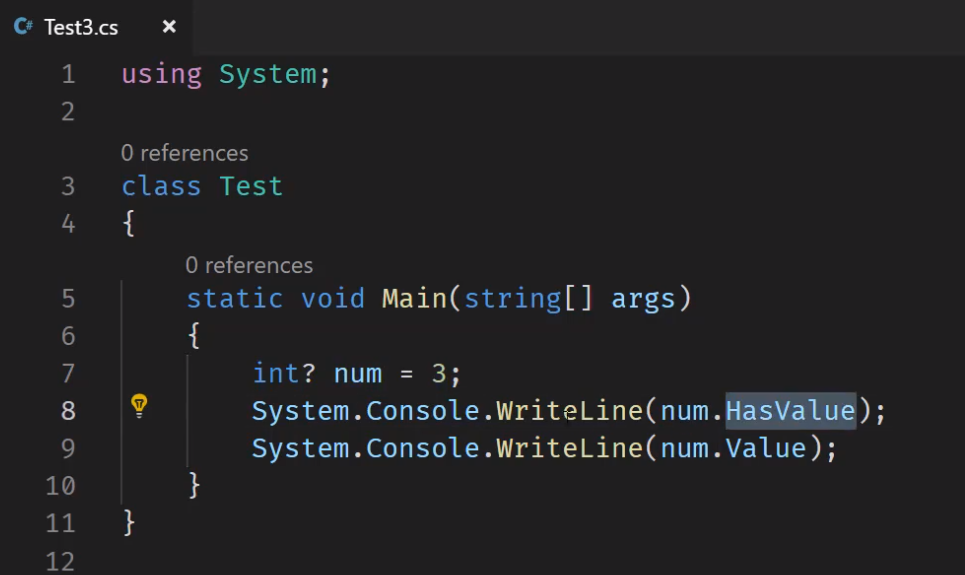 C# Test3.cs ×
1 using System;
2
0 references
3 class Test
4 {
0 references
5 static void Main(string[] args)
6 {
7 int? num = 3;
8 System.Console.WriteLine(num.HasValue);
9 System.Console.WriteLine(num.Value);
10 }
11 }
12